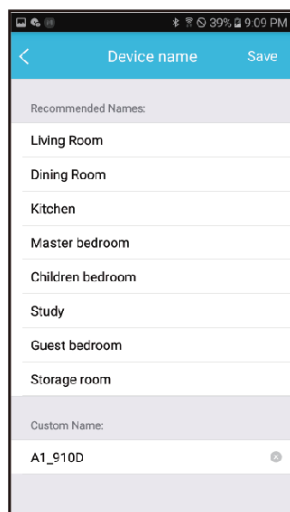 39% 9:09 PM
Device name Save
Recommended Names:
Living Room
Dining Room
Kitchen
Master bedroom
Children bedroom
Study
Guest bedroom
Storage room
Custom Name:
A1_910D